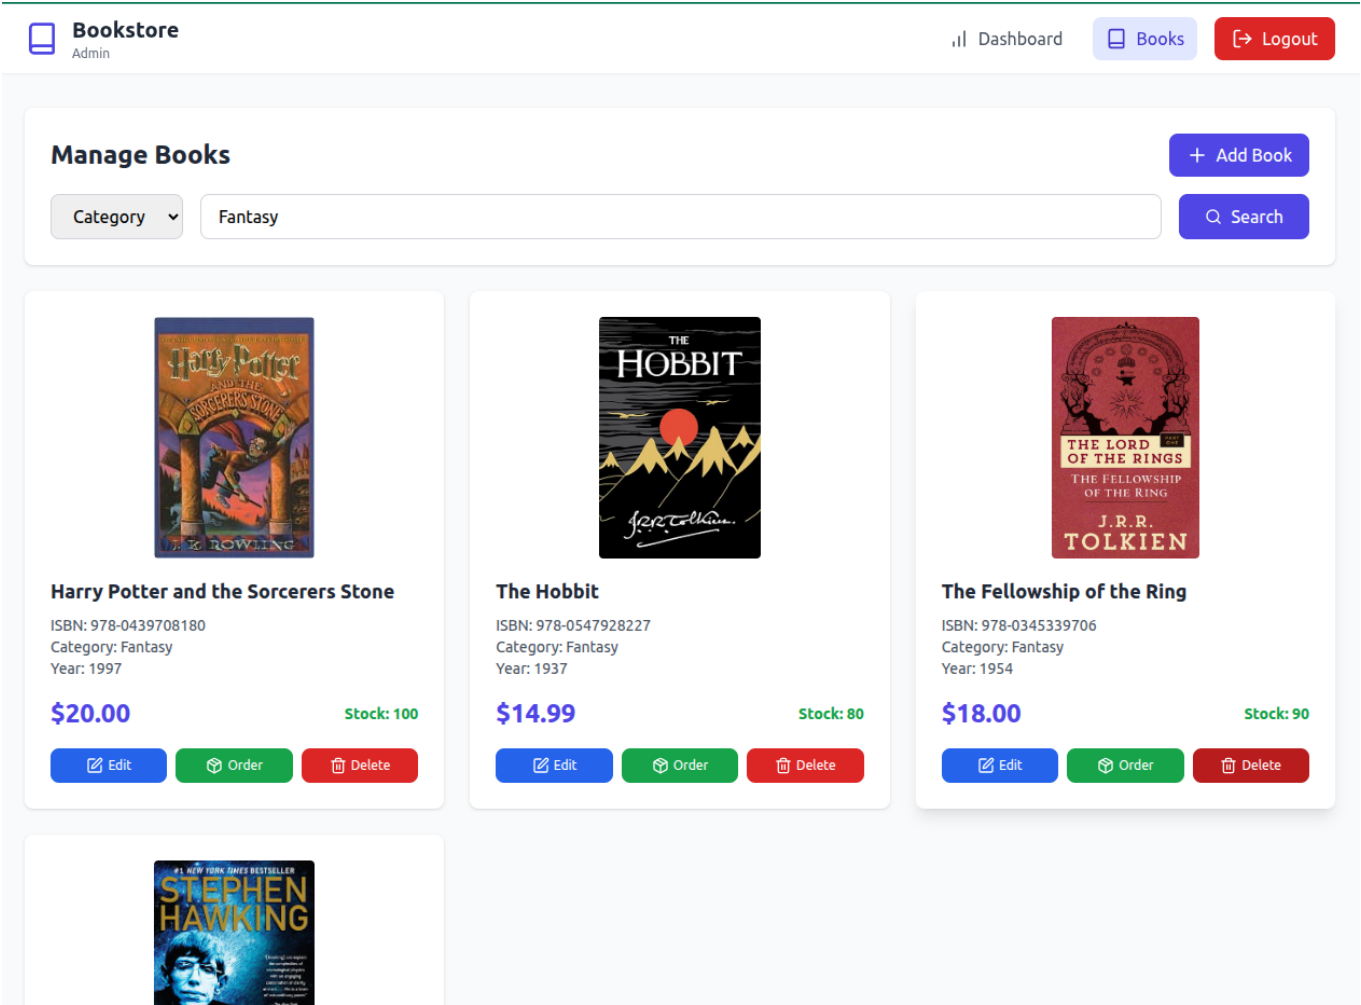 Bookstore
Admin
Dashboard
Books
Logout
Manage Books
Add Book
Category
Fantasy
Search
Harry Potter
AND THE
SORCERER'S STONE
J. K. ROWLING
THE
HOBBIT
J.R.R. Tolkien.
THE LORD
OF THE RINGS
PART
ONE
THE FELLOWSHIP
OF THE RING
J.R.R.
TOLKIEN
Harry Potter and the Sorcerers Stone
ISBN: 978-0439708180
Category: Fantasy
Year: 1997
$20.00
Stock: 100
Edit
Order
Delete
The Hobbit
ISBN: 978-0547928227
Category: Fantasy
Year: 1937
$14.99
Stock: 80
Edit
Order
Delete
The Fellowship of the Ring
ISBN: 978-0345339706
Category: Fantasy
Year: 1954
$18.00
Stock: 90
Edit
Order
Delete
#1 NEW YORK TIMES BESTSELLER
STEPHEN
HAWKING